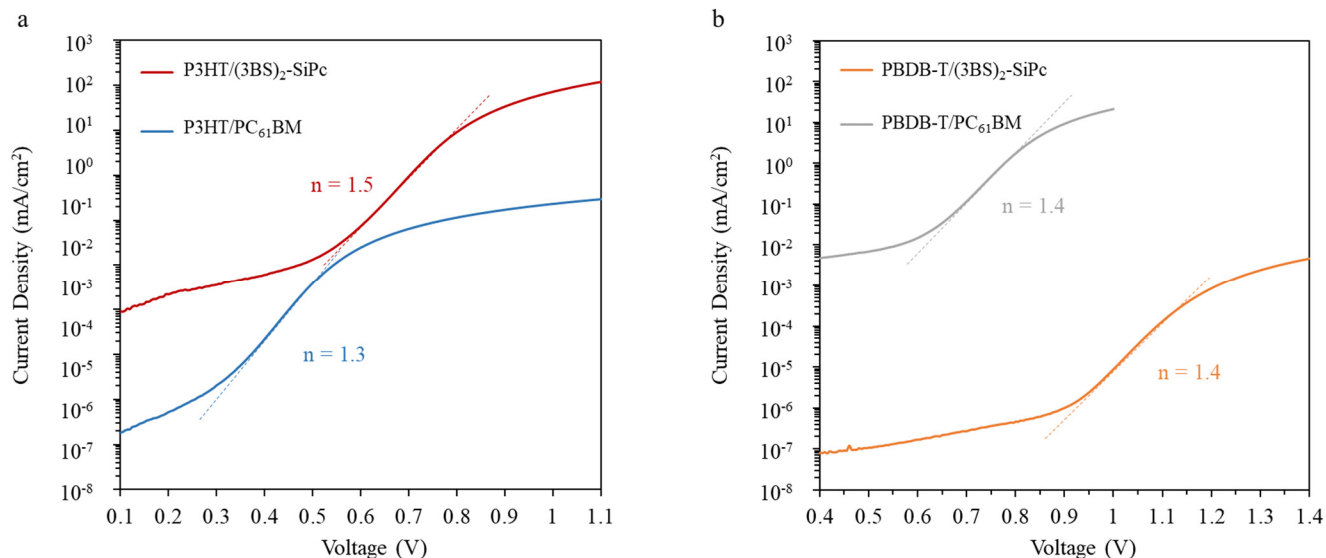 a
P3HT/(3BS)₂-SiPc
P3HT/PC₆₁BM
n = 1.5
n = 1.3
10³
10²
10¹
10⁰
10⁻¹
10⁻²
10⁻³
10⁻⁴
10⁻⁵
10⁻⁶
10⁻⁷
10⁻⁸
Current Density (mA/cm²)
0.1 0.2 0.3 0.4 0.5 0.6 0.7 0.8 0.9 1 1.1
Voltage (V)
b
PBDB-T/(3BS)₂-SiPc
PBDB-T/PC₆₁BM
n = 1.4
n = 1.4
10³
10²
10¹
10⁰
10⁻¹
10⁻²
10⁻³
10⁻⁴
10⁻⁵
10⁻⁶
10⁻⁷
10⁻⁸
Current Density (mA/cm²)
0.4 0.5 0.6 0.7 0.8 0.9 1.0 1.1 1.2 1.3 1.4
Voltage (V)